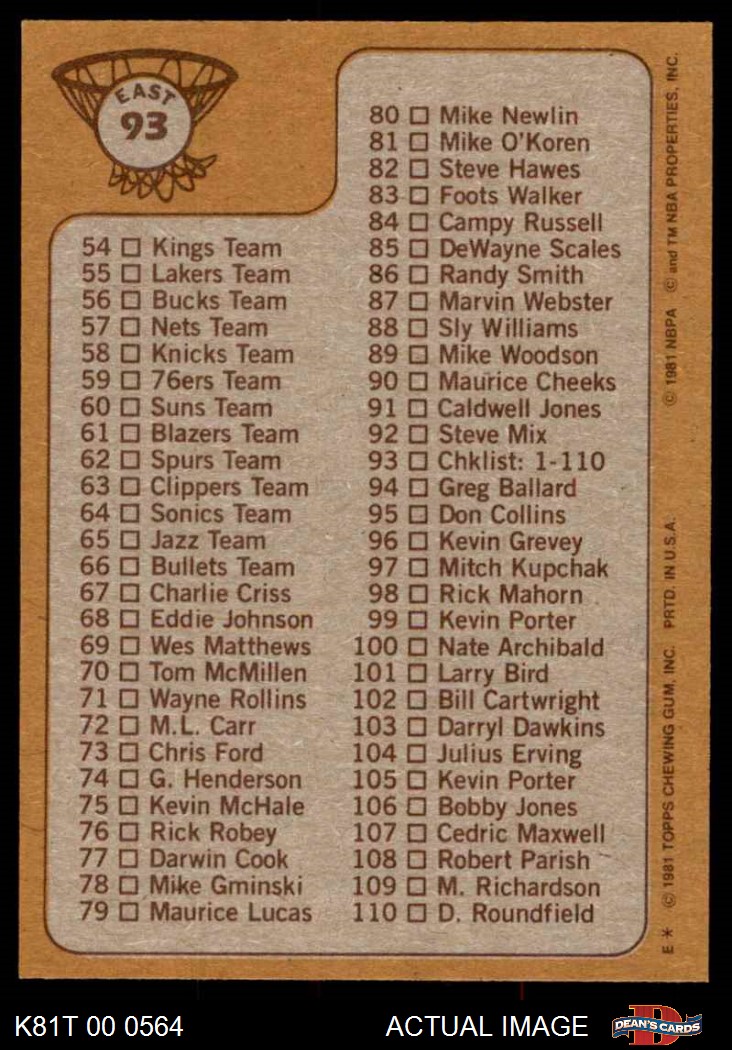 EAST
93
54 Kings Team
55 Lakers Team
56 Bucks Team
57 Nets Team
58 Knicks Team
59 76ers Team
60 Suns Team
61 Blazers Team
62 Spurs Team
63 Clippers Team
64 Sonics Team
65 Jazz Team
66 Bullets Team
67 Charlie Criss
68 Eddie Johnson
69 Wes Matthews
70 Tom McMillen
71 Wayne Rollins
72 M.L. Carr
73 Chris Ford
74 G. Henderson
75 Kevin McHale
76 Rick Robey
77 Darwin Cook
78 Mike Gminski
79 Maurice Lucas
80 Mike Newlin
81 Mike O'Koren
82 Steve Hawes
83 Foots Walker
84 Campy Russell
85 DeWayne Scales
86 Randy Smith
87 Marvin Webster
88 Sly Williams
89 Mike Woodson
90 Maurice Cheeks
91 Caldwell Jones
92 Steve Mix
93 Chklist: 1-110
94 Greg Ballard
95 Don Collins
96 Kevin Grevey
97 Mitch Kupchak
98 Rick Mahorn
99 Kevin Porter
100 Nate Archibald
101 Larry Bird
102 Bill Cartwright
103 Darryl Dawkins
104 Julius Erving
105 Kevin Porter
106 Bobby Jones
107 Cedric Maxwell
108 Robert Parish
109 M. Richardson
110 D. Roundfield
E * © 1981 TOPPS CHEWING GUM, INC. PRTD. IN U.S.A. © 1981 NBPA © and TM NBA PROPERTIES, INC.
K81T 00 0564
ACTUAL IMAGE
D
DEAN'S CARDS